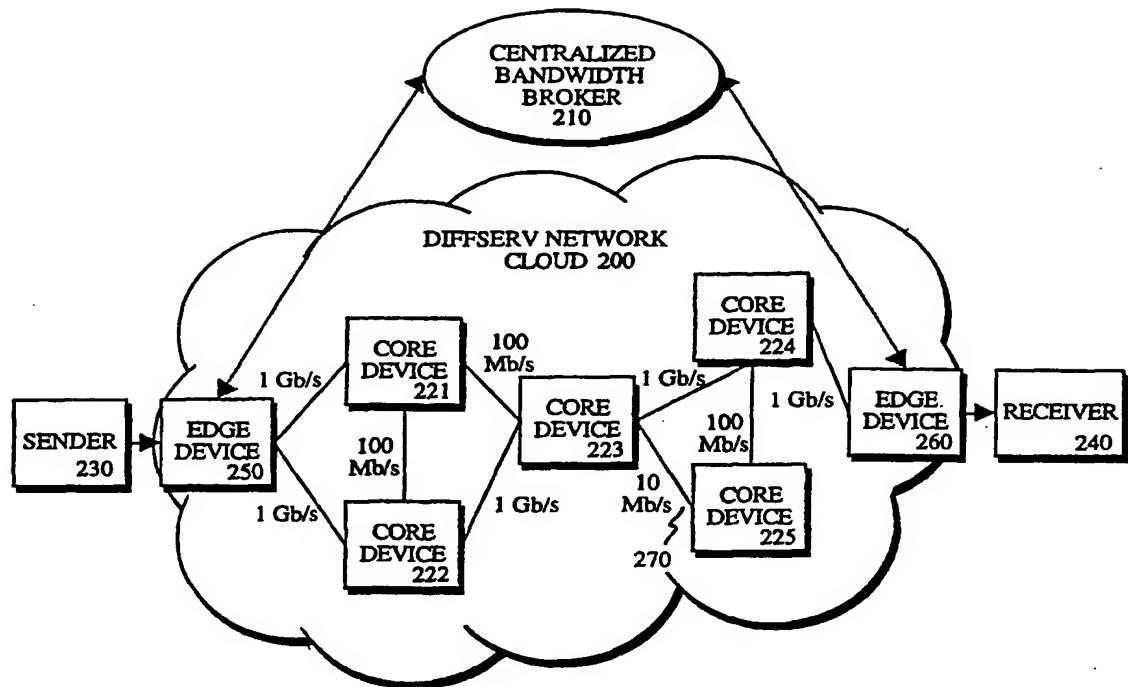 CENTRALIZED
BANDWIDTH
BROKER
210
DIFFSERV NETWORK
CLOUD 200
CORE
DEVICE
224
CORE
DEVICE
221
100
Mb/s
1 Gb/s
1 Gb/s
1 Gb/s
SENDER
230
EDGE
DEVICE
250
CORE
DEVICE
223
EDGE.
DEVICE
260
RECEIVER
240
100
Mb/s
100
Mb/s
1 Gb/s
1 Gb/s
10
Mb/s
CORE
DEVICE
222
CORE
DEVICE
225
270